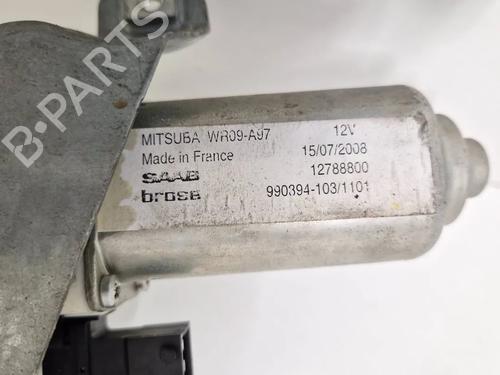 MITSUBA WR09-A97 12V
Made in France 15/07/2008
SAAB 12788800
brose 990394-103/1101
B-PARTS